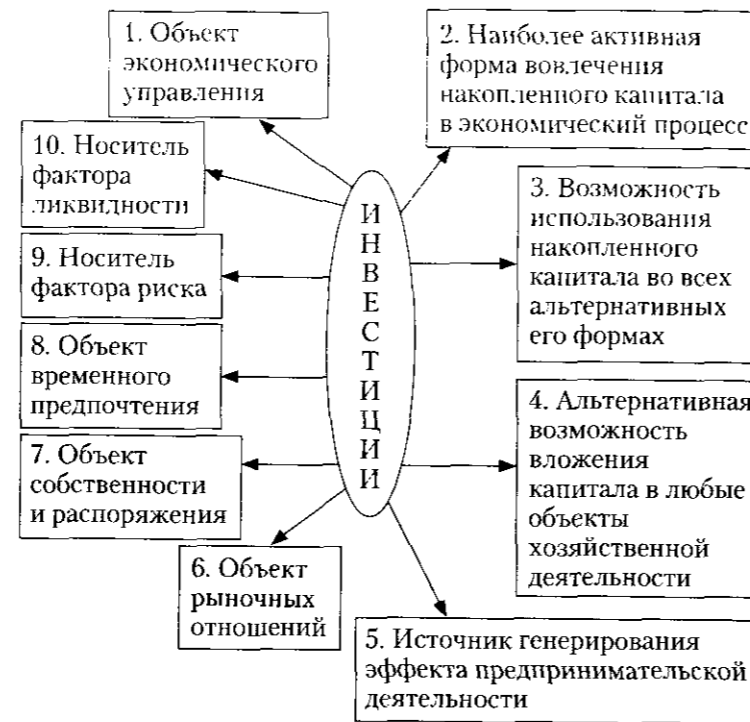 1. Объект
экономического
управления
2. Наиболее активная
форма вовлечения
накопленного капитала
в экономический процесс
3. Возможность
использования
накопленного
капитала во всех
альтернативных
его формах
4. Альтернативная
возможность
вложения
капитала в любые
объекты
хозяйственной
деятельности
5. Источник генерирования
эффекта предпринимательской
деятельности
6. Объект
рыночных
отношений
7. Объект
собственности
и распоряжения
8. Объект
временного
предпочтения
9. Носитель
фактора риска
10. Носитель
фактора
ликвидности
ИНВЕСТИЦИИ